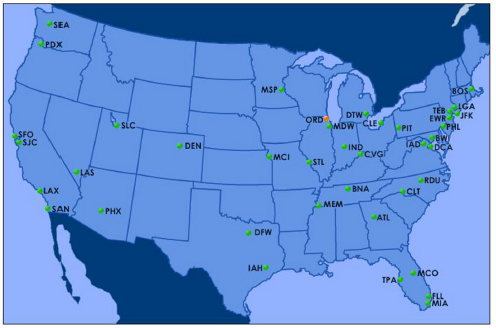 SEA
PDX
BOS
MSP
LGA
TEB
JFK
DTW
EWR
ORD
CLE
PHL
MDW
PIT
SLC
SFO
BWI
SJC
DEN
IND
IAD
DCA
CVG
MCI
STL
LAS
RDU
LAX
BNA
CLT
MEM
SAN
PHX
ATL
DFW
IAH
MCO
TPA
FLL
MIA